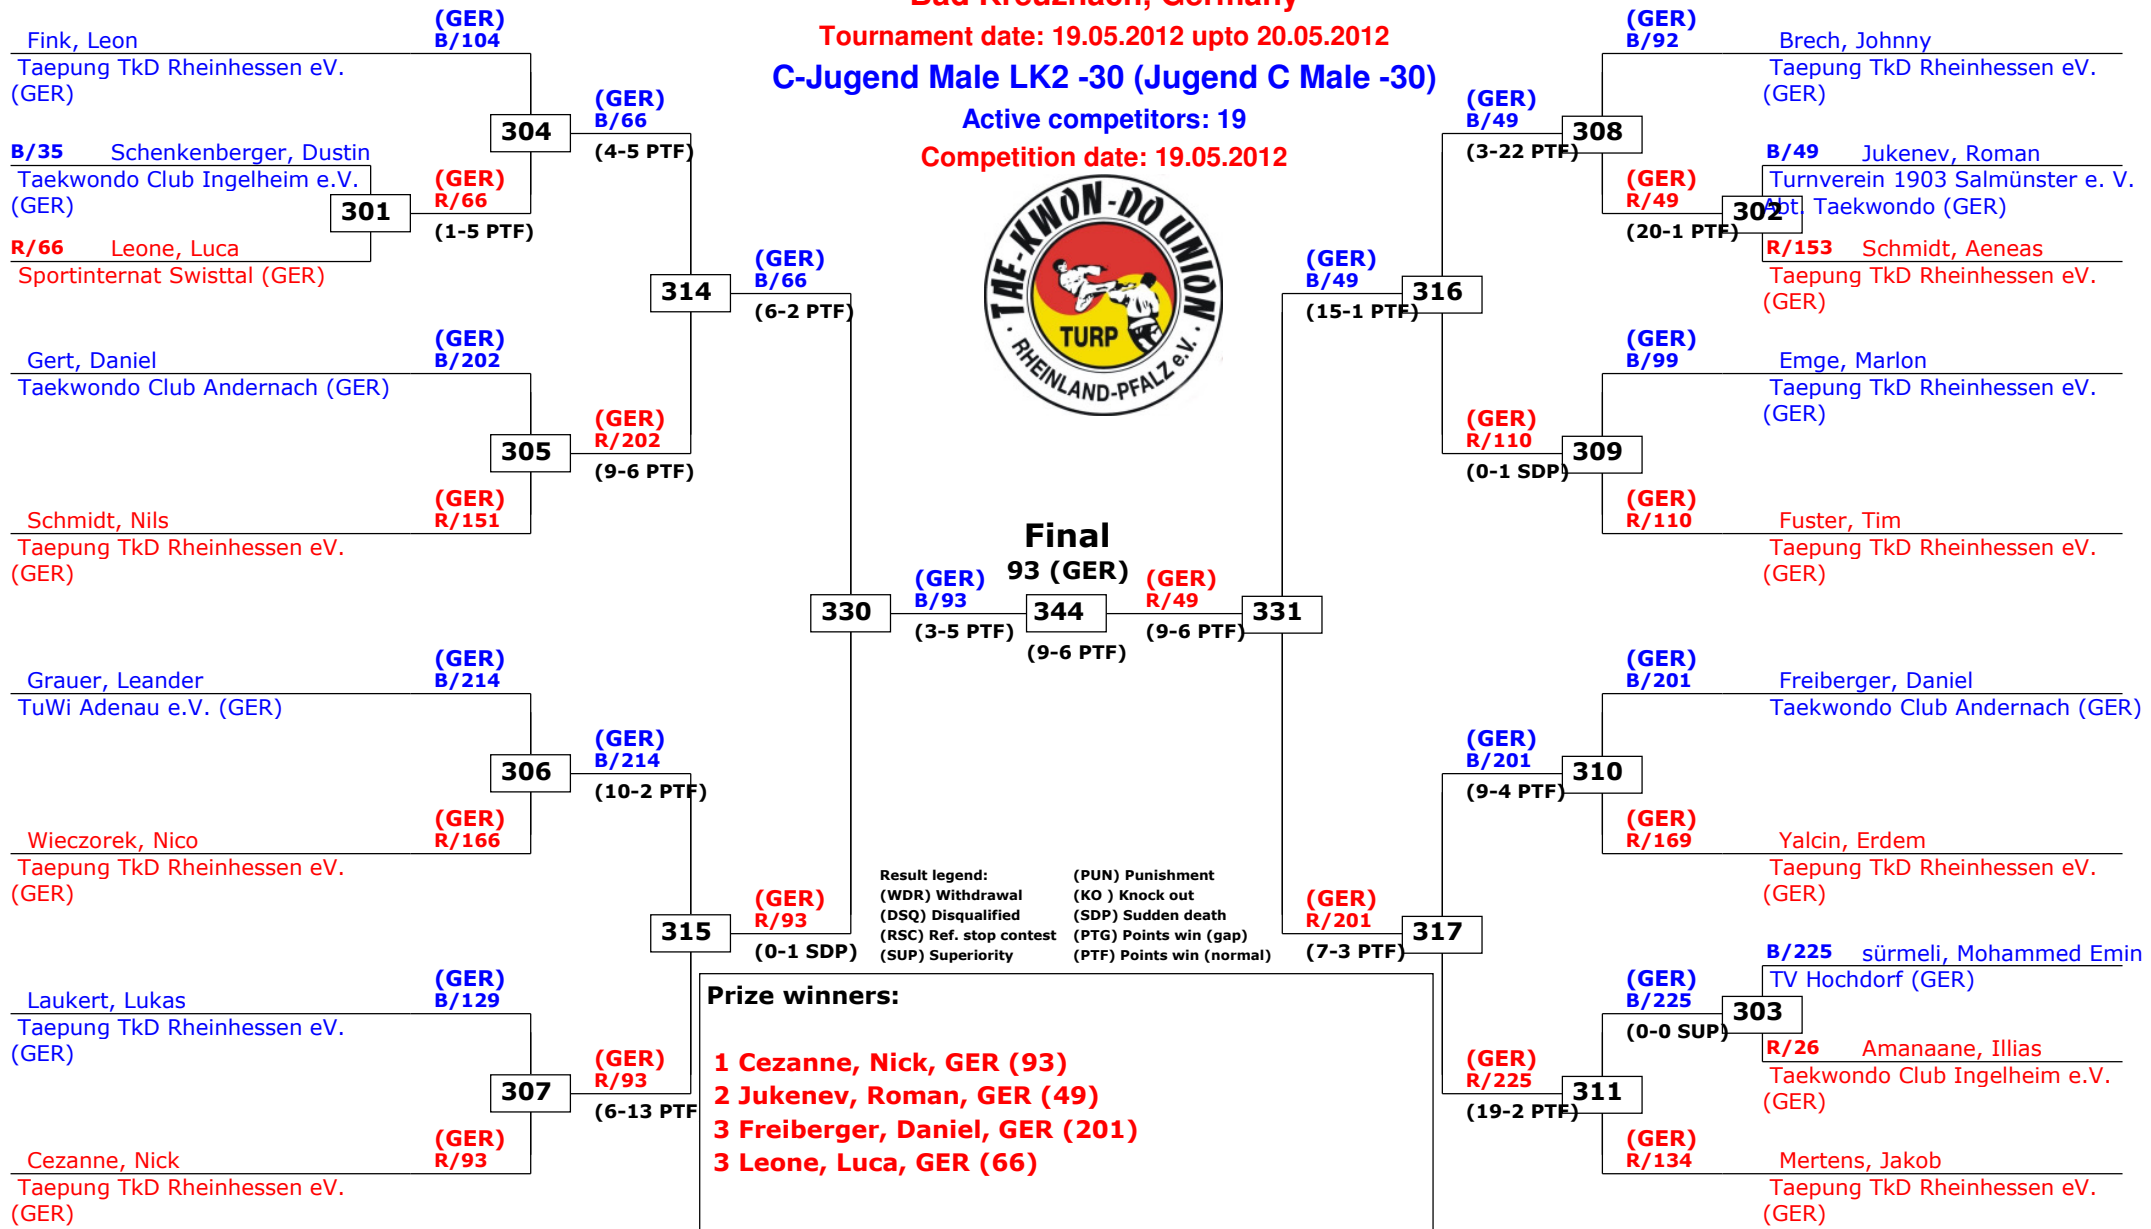 Bad Kreuznach, Germany
Tournament date: 19.05.2012 upto 20.05.2012
C-Jugend Male LK2 -30 (Jugend C Male -30)
Active competitors: 19
Competition date: 19.05.2012
TAE-KWON-DO UNION
TURP
RHEINLAND-PFALZ e.V.
Fink, Leon
(GER)
B/104
Taepung TkD Rheinhessen eV.
(GER)
304
(GER)
B/66
(4-5 PTF)
B/35 Schenkenberger, Dustin
Taekwondo Club Ingelheim e.V.
(GER)
301
(GER)
R/66
(1-5 PTF)
R/66 Leone, Luca
Sportinternat Swisttal (GER)
314
(GER)
B/66
(6-2 PTF)
Gert, Daniel
(GER)
B/202
Taekwondo Club Andernach (GER)
305
(GER)
R/202
(9-6 PTF)
Schmidt, Nils
(GER)
R/151
Taepung TkD Rheinhessen eV.
(GER)
330
(GER)
B/93
(3-5 PTF)
Grauer, Leander
(GER)
B/214
TuWi Adenau e.V. (GER)
306
(GER)
B/214
(10-2 PTF)
Wieczorek, Nico
(GER)
R/166
Taepung TkD Rheinhessen eV.
(GER)
315
(GER)
R/93
(0-1 SDP)
Laukert, Lukas
(GER)
B/129
Taepung TkD Rheinhessen eV.
(GER)
307
(GER)
R/93
(6-13 PTF
Cezanne, Nick
(GER)
R/93
Taepung TkD Rheinhessen eV.
(GER)
Final
93 (GER)
344
(9-6 PTF)
(GER)
R/49
(9-6 PTF)
331
(GER)
B/49
(15-1 PTF)
316
(GER)
B/49
(3-22 PTF)
308
(GER)
B/92
Brech, Johnny
Taepung TkD Rheinhessen eV.
(GER)
(GER)
R/49
(20-1 PTF)
302
B/49 Jukenev, Roman
Turnverein 1903 Salmünster e. V.
Abt. Taekwondo (GER)
R/153 Schmidt, Aeneas
Taepung TkD Rheinhessen eV.
(GER)
(GER)
R/110
(0-1 SDP)
309
(GER)
B/99
Emge, Marlon
Taepung TkD Rheinhessen eV.
(GER)
(GER)
R/110
Fuster, Tim
Taepung TkD Rheinhessen eV.
(GER)
(GER)
R/201
(7-3 PTF)
317
(GER)
B/201
(9-4 PTF)
310
(GER)
B/201
Freiberger, Daniel
Taekwondo Club Andernach (GER)
(GER)
R/169
Yalcin, Erdem
Taepung TkD Rheinhessen eV.
(GER)
(GER)
R/225
(19-2 PTF)
311
(GER)
B/225
(0-0 SUP)
303
B/225 sürmeli, Mohammed Emin
TV Hochdorf (GER)
R/26 Amanaane, Illias
Taekwondo Club Ingelheim e.V.
(GER)
(GER)
R/134
Mertens, Jakob
Taepung TkD Rheinhessen eV.
(GER)
Result legend:
(WDR) Withdrawal
(DSQ) Disqualified
(RSC) Ref. stop contest
(SUP) Superiority
(PUN) Punishment
(KO ) Knock out
(SDP) Sudden death
(PTG) Points win (gap)
(PTF) Points win (normal)
Prize winners:
1 Cezanne, Nick, GER (93)
2 Jukenev, Roman, GER (49)
3 Freiberger, Daniel, GER (201)
3 Leone, Luca, GER (66)